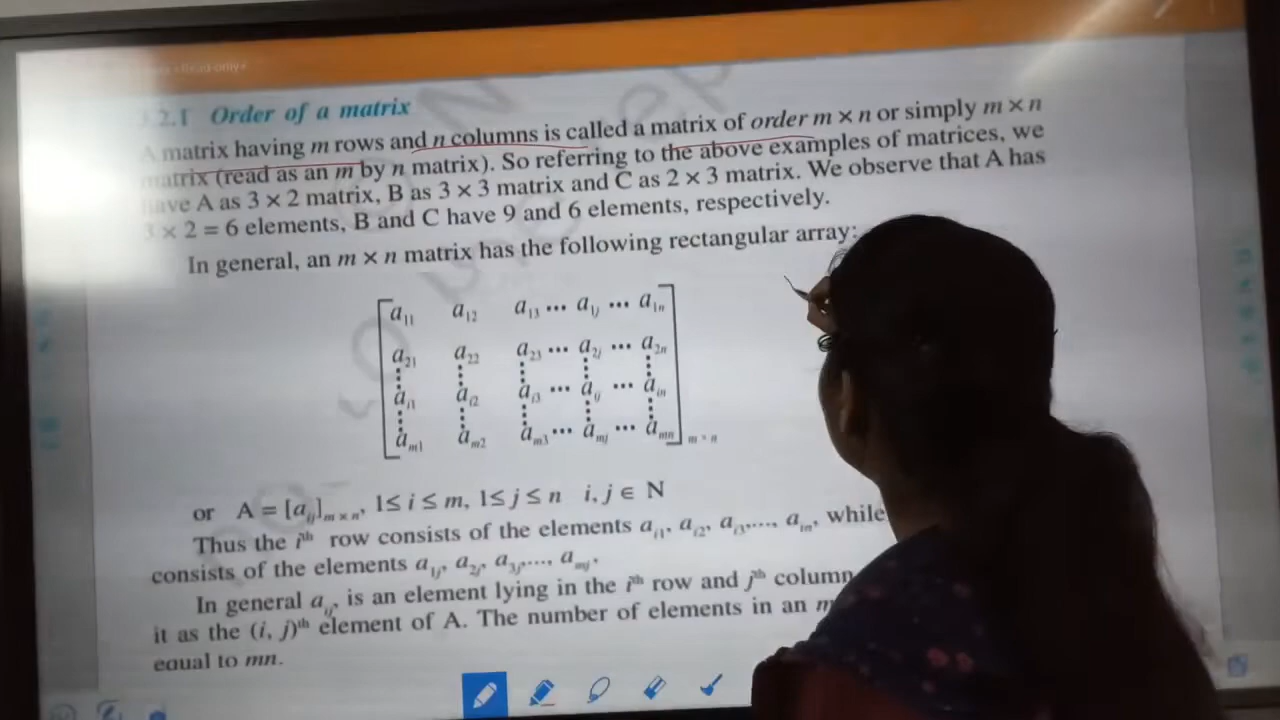 .2.1 Order of a matrix
A matrix having m rows and n columns is called a matrix of order m × n or simply m × n
matrix (read as an m by n matrix). So referring to the above examples of matrices, we
have A as 3 × 2 matrix, B as 3 × 3 matrix and C as 2 × 3 matrix. We observe that A has
3 × 2 = 6 elements, B and C have 9 and 6 elements, respectively.
In general, an m × n matrix has the following rectangular array:
a11 a12 a13 ... a1j ... a1n
a21 a22 a23 ... a2j ... a2n
ai1 ai2 ai3 ... aij ... ain
am1 am2 am3 ... amj ... amn m × n
or A = [aij]m × n, 1≤ i ≤ m, 1≤ j ≤ n i, j ∈ N
Thus the ith row consists of the elements ai1, ai2, ai3,..., ain, while
consists of the elements a1j, a2j, a3j,..., amj,
In general aij, is an element lying in the ith row and jth column
it as the (i, j)th element of A. The number of elements in an m
equal to mn.